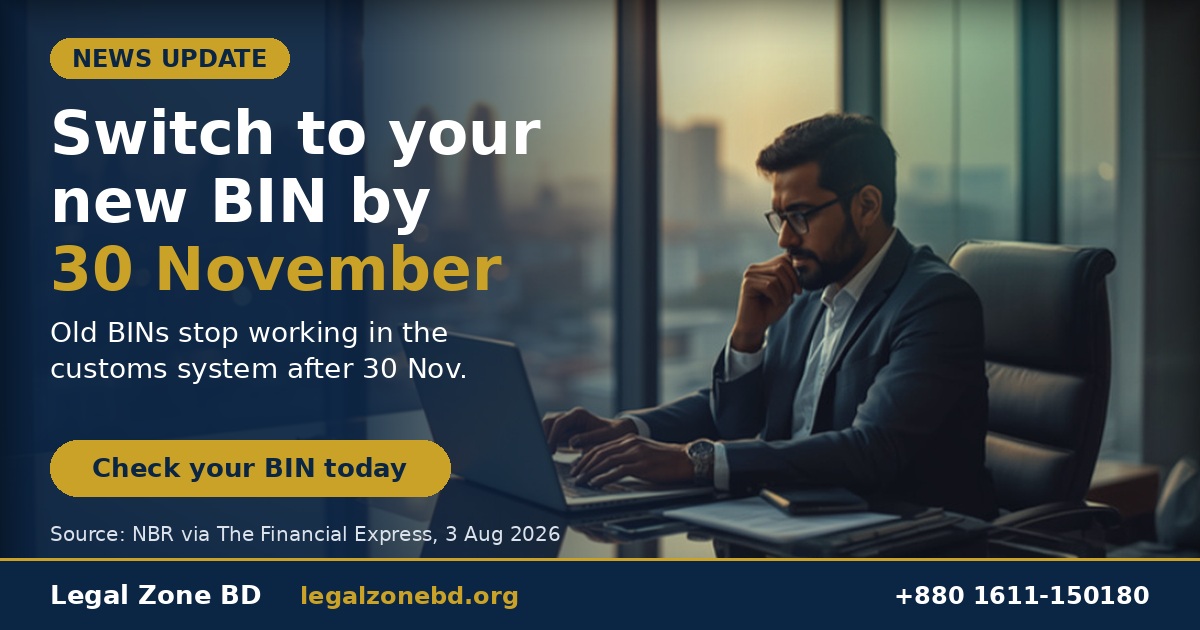 NEWS UPDATE
Switch to your
new BIN by
30 November
Old BINs stop working in the
customs system after 30 Nov.
Check your BIN today
Source: NBR via The Financial Express, 3 Aug 2026
Legal Zone BD legalzonebd.org +880 1611-150180